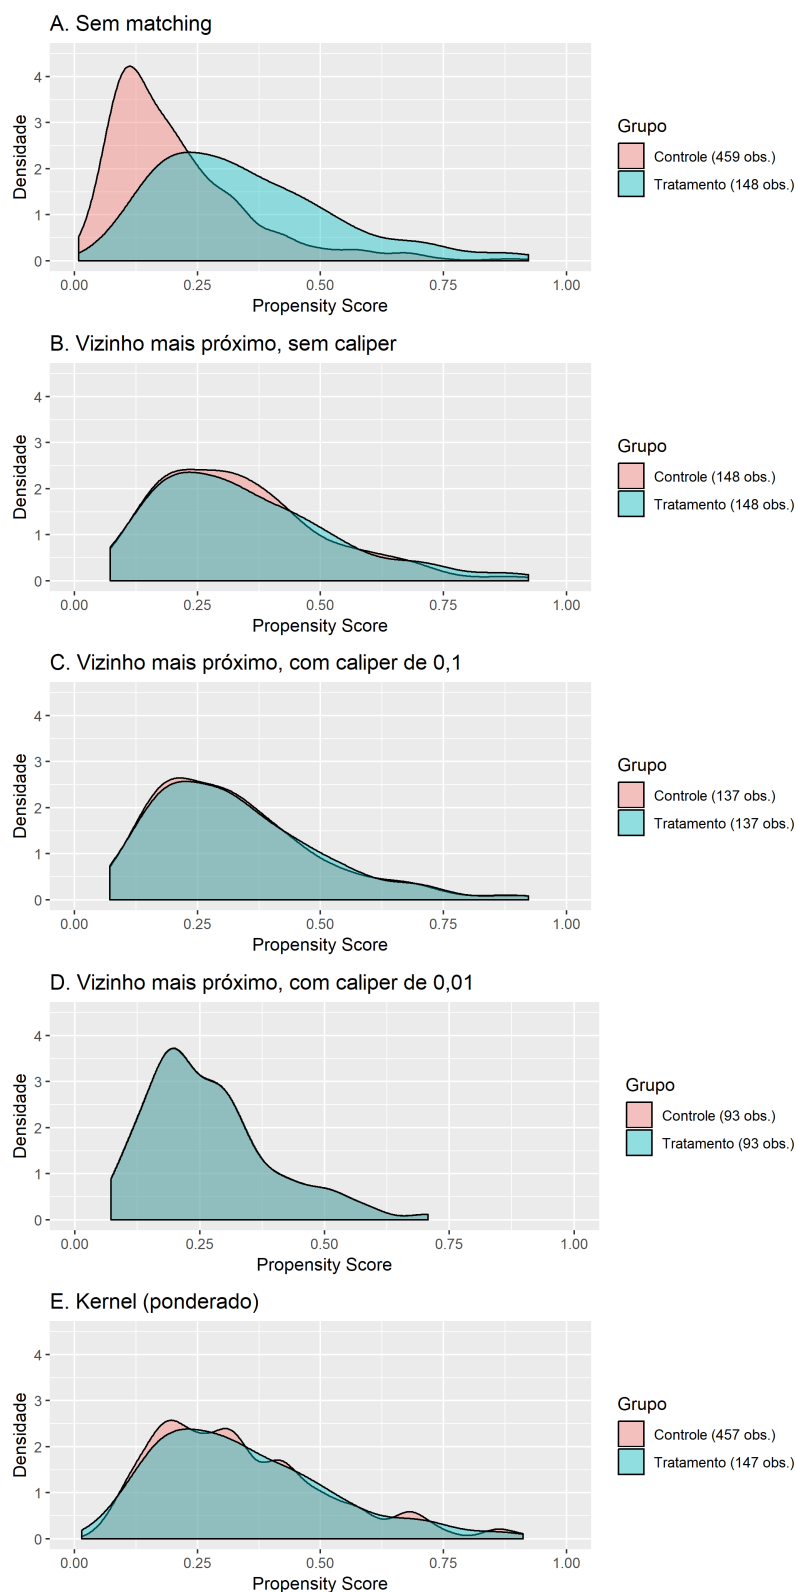 A. Sem matching
4
3
2
1
0
Densidade
0.00 0.25 0.50 0.75 1.00
Propensity Score
Grupo
Controle (459 obs.)
Tratamento (148 obs.)
B. Vizinho mais próximo, sem caliper
4
3
2
1
0
Densidade
0.00 0.25 0.50 0.75 1.00
Propensity Score
Grupo
Controle (148 obs.)
Tratamento (148 obs.)
C. Vizinho mais próximo, com caliper de 0,1
4
3
2
1
0
Densidade
0.00 0.25 0.50 0.75 1.00
Propensity Score
Grupo
Controle (137 obs.)
Tratamento (137 obs.)
D. Vizinho mais próximo, com caliper de 0,01
4
3
2
1
0
Densidade
0.00 0.25 0.50 0.75 1.00
Propensity Score
Grupo
Controle (93 obs.)
Tratamento (93 obs.)
E. Kernel (ponderado)
4
3
2
1
0
Densidade
0.00 0.25 0.50 0.75 1.00
Propensity Score
Grupo
Controle (457 obs.)
Tratamento (147 obs.)